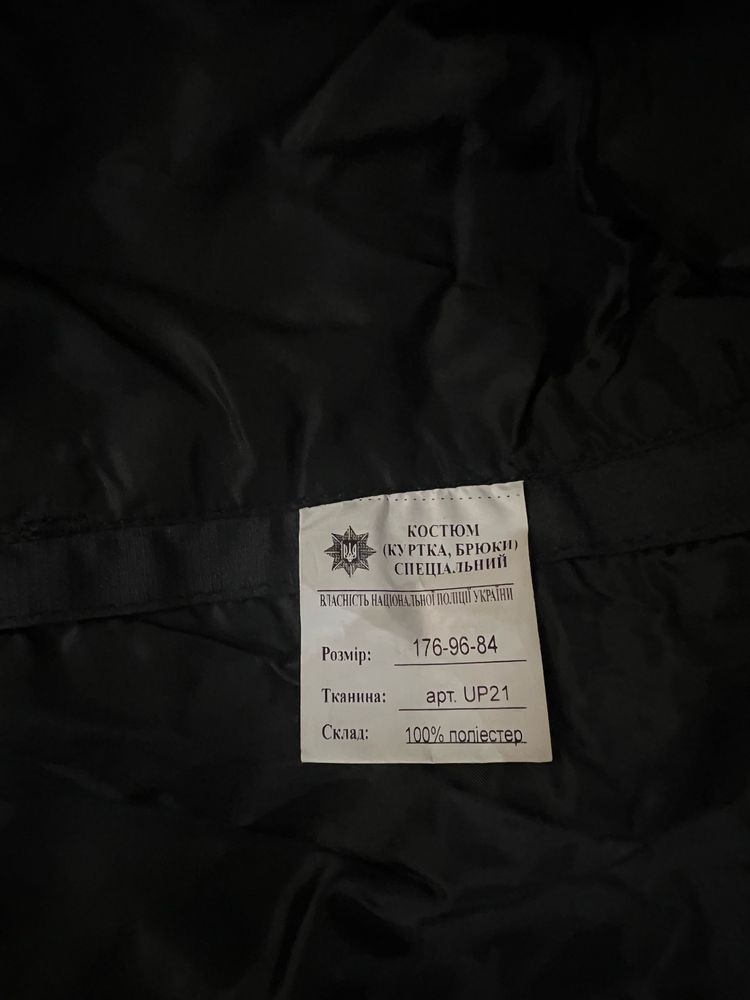 КОСТЮМ
(КУРТКА, БРЮКИ)
СПЕЦІАЛЬНИЙ
ВЛАСНІСТЬ НАЦІОНАЛЬНОЇ ПОЛІЦІЇ УКРАЇНИ
Розмір: 176-96-84
Тканина: арт. UP21
Склад: 100% поліестер